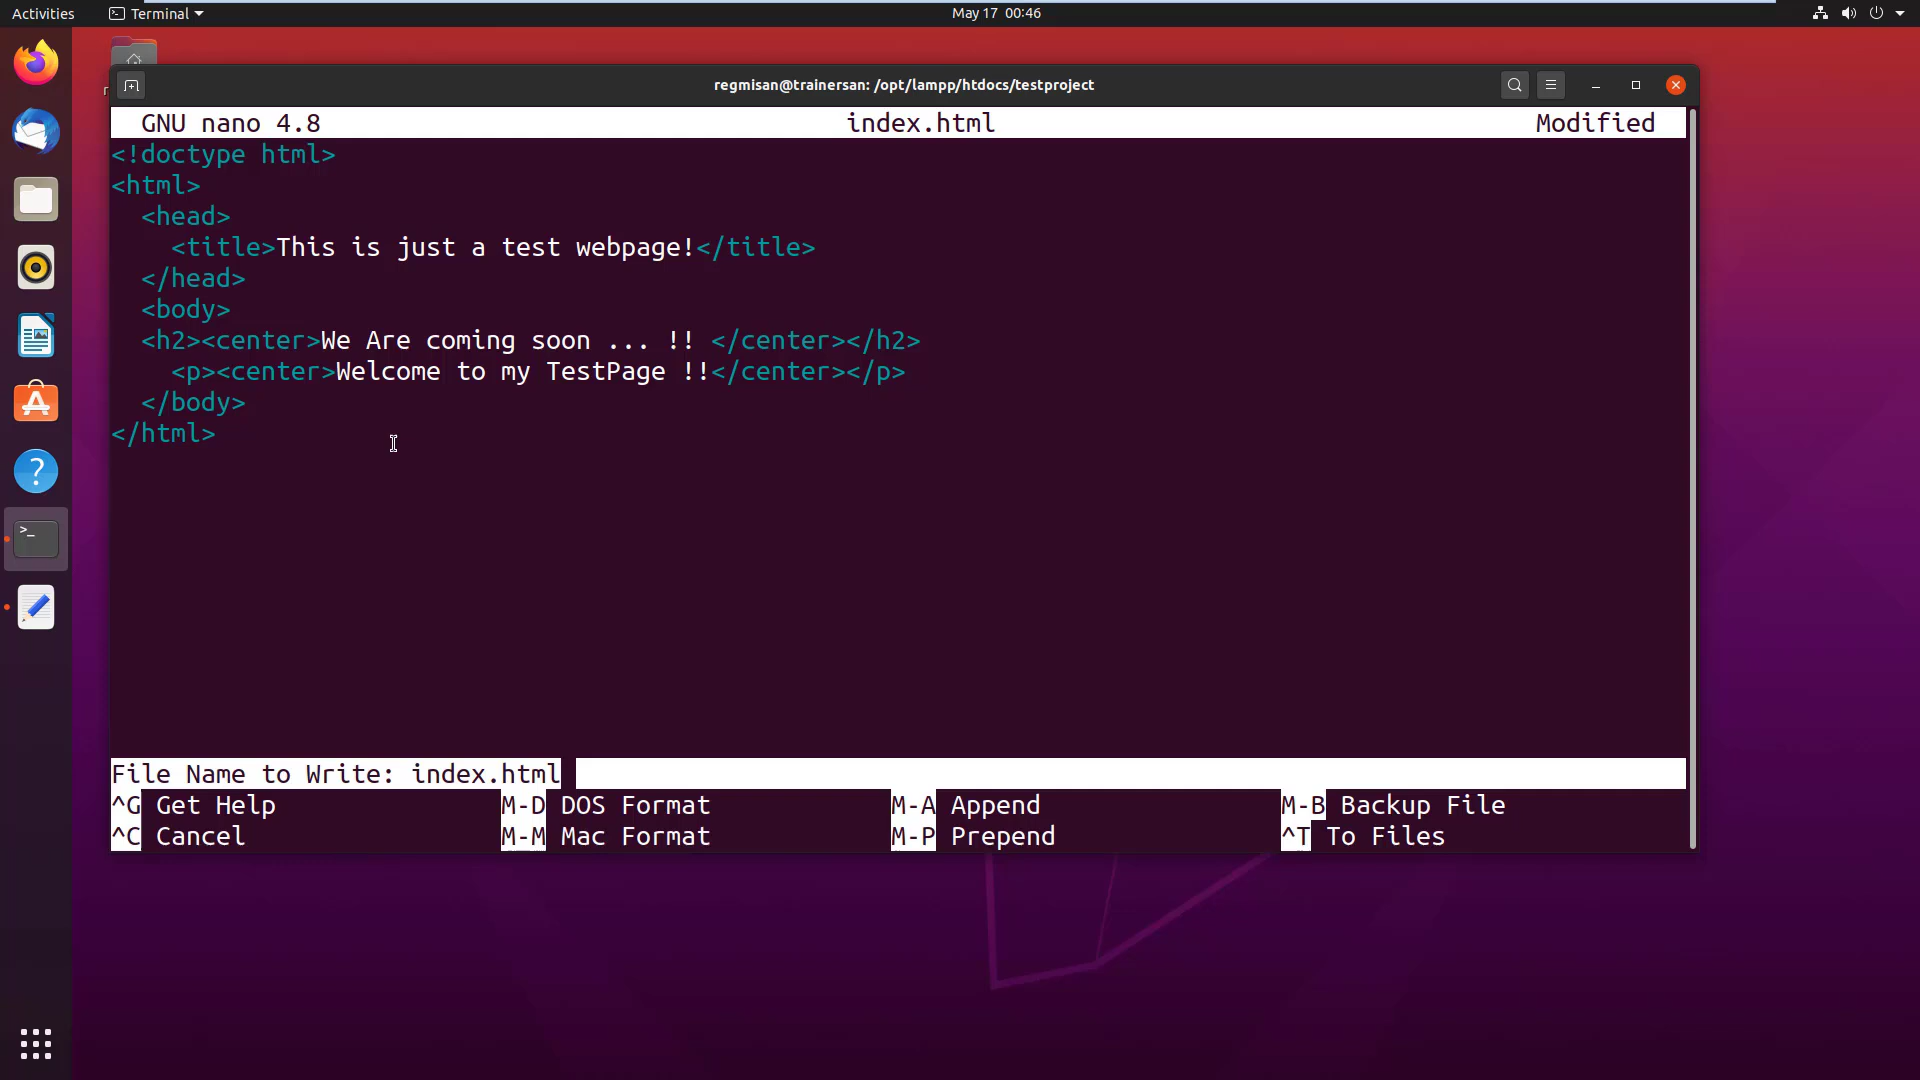 Activities Terminal May 17 00:46
regmisan@trainersan: /opt/lampp/htdocs/testproject
GNU nano 4.8 index.html Modified
<!doctype html>
<html>
  <head>
    <title>This is just a test webpage!</title>
  </head>
  <body>
  <h2><center>We Are coming soon ... !! </center></h2>
    <p><center>Welcome to my TestPage !!</center></p>
  </body>
</html>
File Name to Write: index.html
^G Get Help M-D DOS Format M-A Append M-B Backup File
^C Cancel M-M Mac Format M-P Prepend ^T To Files